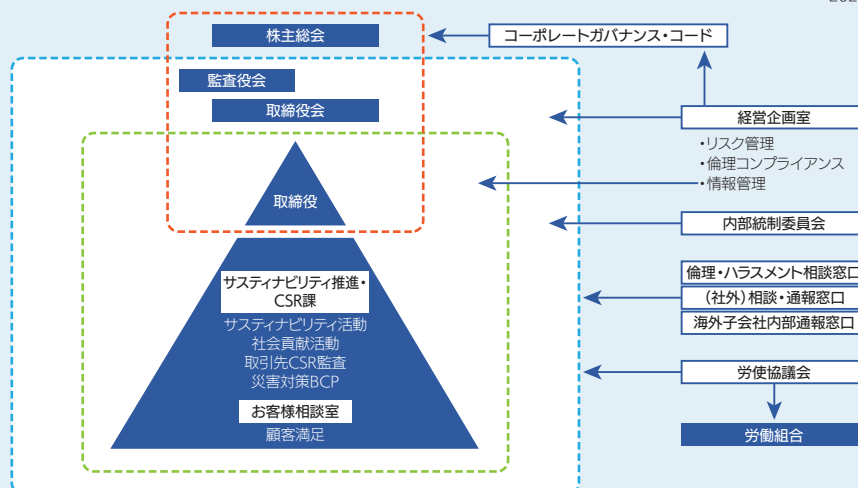 202
株主総会
コーポレートガバナンス・コード
監査役会
取締役会
経営企画室
・リスク管理
・倫理コンプライアンス
・情報管理
取締役
内部統制委員会
サスティナビリティ推進・
CSR課
サスティナビリティ活動
社会貢献活動
取引先CSR監査
災害対策BCP
お客様相談室
顧客満足
倫理・ハラスメント相談窓口
(社外)相談・通報窓口
海外子会社内部通報窓口
労使協議会
労働組合